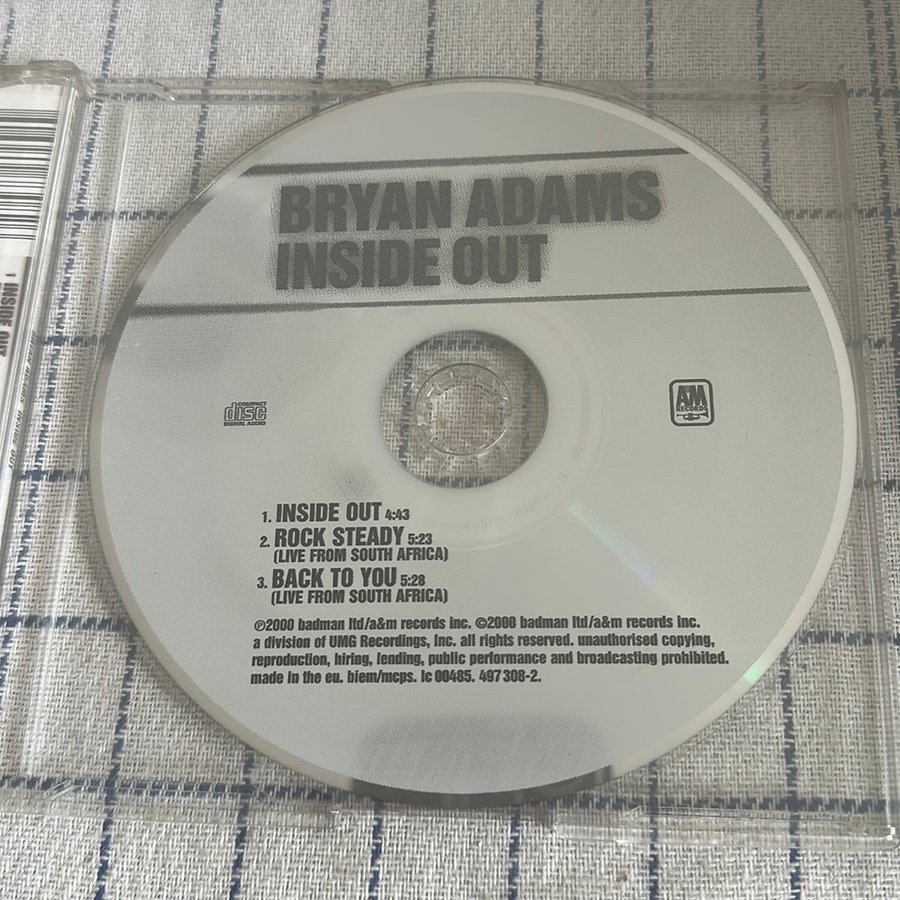 BRYAN ADAMS
INSIDE OUT
COMPACT
disc
DIGITAL AUDIO
A&M
RECORDS
1. INSIDE OUT 4:43
2. ROCK STEADY 5:23
(LIVE FROM SOUTH AFRICA)
3. BACK TO YOU 5:28
(LIVE FROM SOUTH AFRICA)
℗2000 badman ltd/a&m records inc. ©2000 badman ltd/a&m records inc.
a division of UMG Recordings, Inc. all rights reserved. unauthorised copying,
reproduction, hiring, lending, public performance and broadcasting prohibited.
made in the eu. biem/mcps. lc 00485. 497 308-2.
1 INSIDE OUT